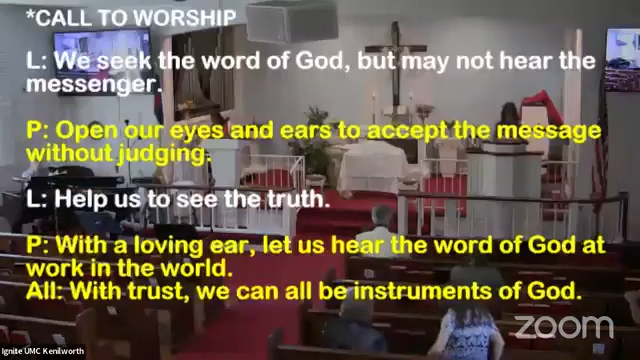 *CALL TO WORSHIP
L: We seek the word of God, but may not hear the
messenger.
P: Open our eyes and ears to accept the message
without judging.
L: Help us to see the truth.
P: With a loving ear, let us hear the word of God at
work in the world.
All: With trust, we can all be instruments of God.
zoom
Ignite UMC Kenilworth